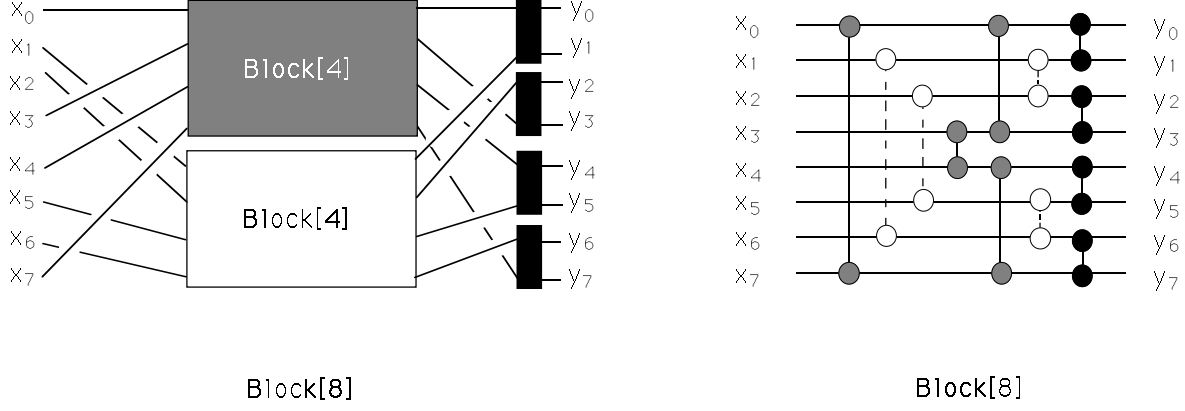 x0 y0 x0 y0
x1 y1 x1 y1
Block[4]
x2 y2 x2 y2
x3 y3 x3 y3
x4 y4 x4 y4
x5 y5 x5 y5
Block[4]
x6 y6 x6 y6
x7 y7 x7 y7
Block[8] Block[8]